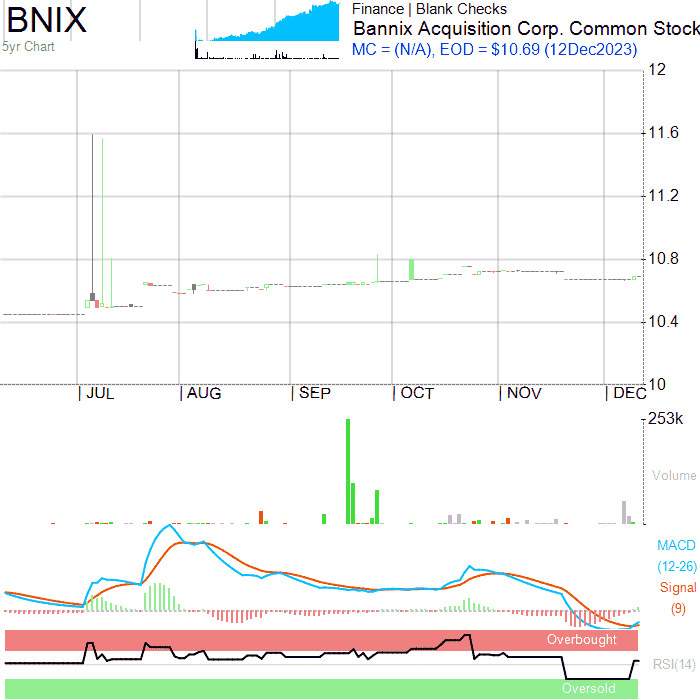 BNIX
5yr Chart
Finance | Blank Checks
Bannix Acquisition Corp. Common Stock
MC = (N/A), EOD = $10.69 (12Dec2023)
12
11.6
11.2
10.8
10.4
10
| JUL | AUG | SEP | OCT | NOV | DEC
253k
Volume
MACD
(12-26)
Signal
(9)
Overbought
RSI(14)
Oversold